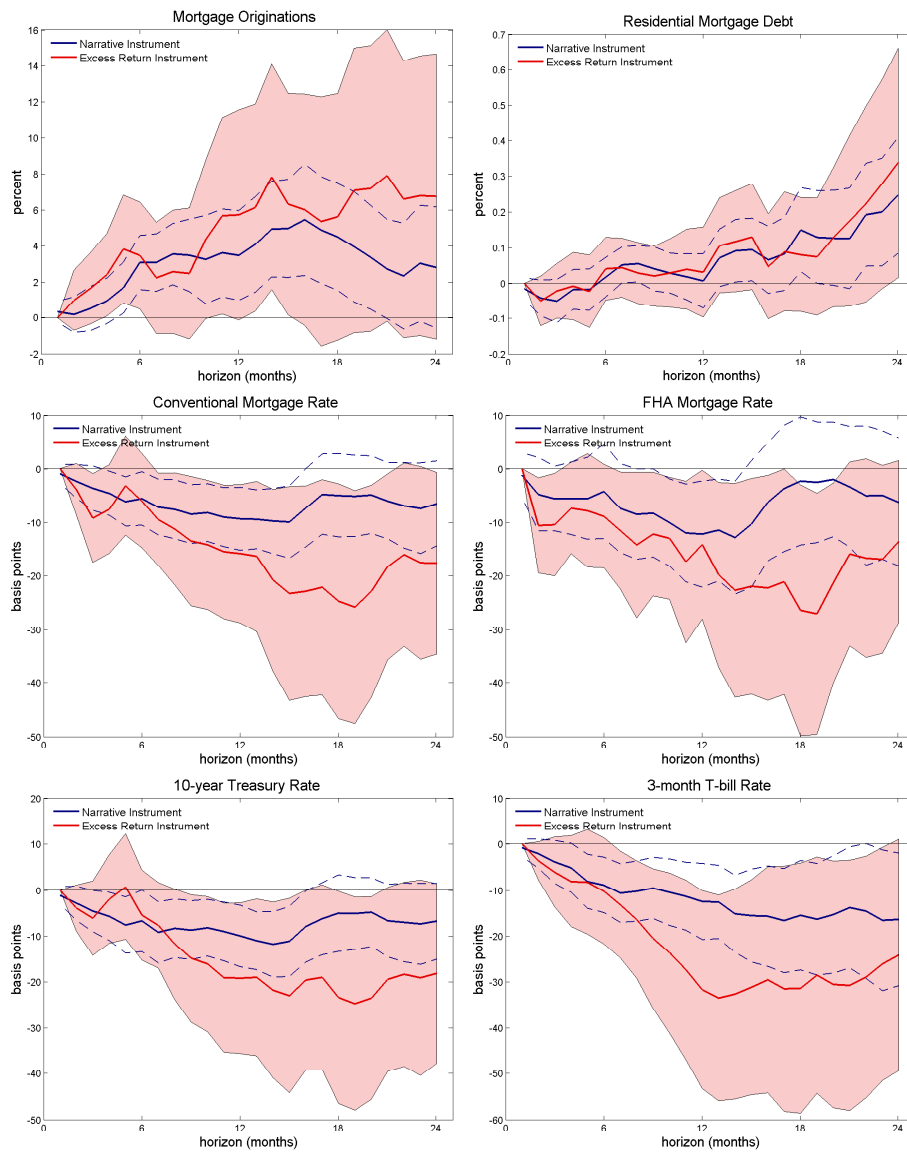 Mortgage Originations
Narrative Instrument
Excess Return Instrument
16
14
12
10
8
6
4
2
0
-2
percent
0
6
12
18
24
horizon (months)
Residential Mortgage Debt
Narrative Instrument
Excess Return Instrument
0.7
0.6
0.5
0.4
0.3
0.2
0.1
0
-0.1
-0.2
percent
0
6
12
18
24
horizon (months)
Conventional Mortgage Rate
Narrative Instrument
Excess Return Instrument
10
0
-10
-20
-30
-40
-50
basis points
0
6
12
18
24
horizon (months)
FHA Mortgage Rate
Narrative Instrument
Excess Return Instrument
10
0
-10
-20
-30
-40
-50
basis points
0
6
12
18
24
horizon (months)
10-year Treasury Rate
Narrative Instrument
Excess Return Instrument
20
10
0
-10
-20
-30
-40
-50
basis points
0
6
12
18
24
horizon (months)
3-month T-bill Rate
Narrative Instrument
Excess Return Instrument
10
0
-10
-20
-30
-40
-50
-60
basis points
0
6
12
18
24
horizon (months)